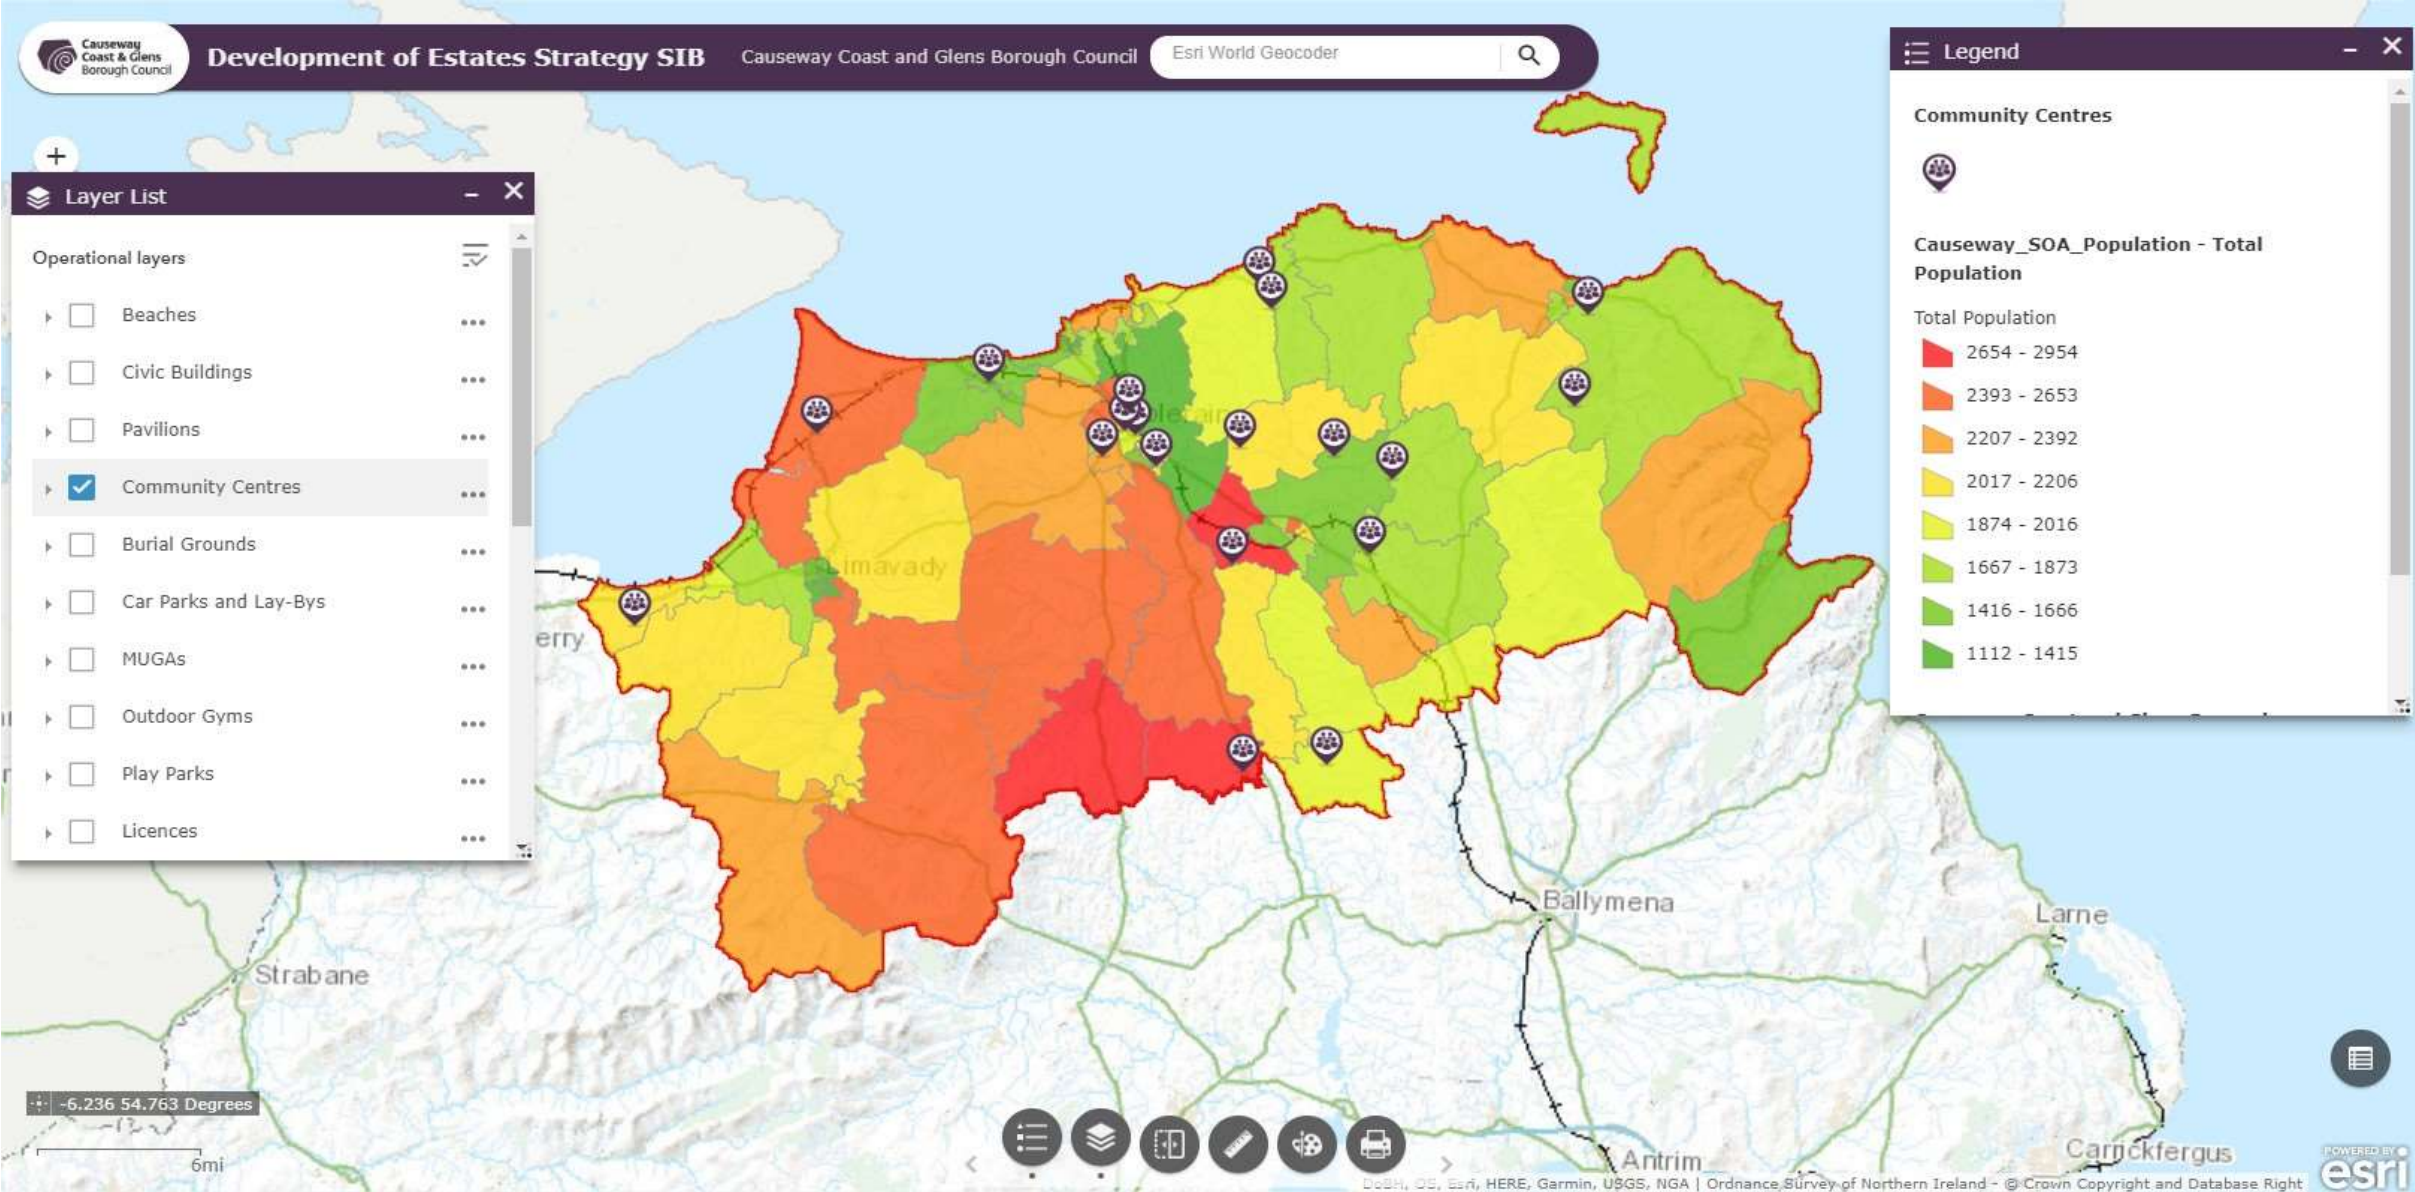 Causeway
Coast & Glens
Borough Council
Development of Estates Strategy SIB
Causeway Coast and Glens Borough Council
Esri World Geocoder
Legend
Community Centres
Causeway_SOA_Population - Total
Population
Total Population
2654 - 2954
2393 - 2653
2207 - 2392
2017 - 2206
1874 - 2016
1667 - 1873
1416 - 1666
1112 - 1415
Layer List
Operational layers
Beaches
Civic Buildings
Pavilions
Community Centres
Burial Grounds
Car Parks and Lay-Bys
MUGAs
Outdoor Gyms
Play Parks
Licences
Limavady
erry
Ballymena
Larne
Strabane
Antrim
Carrickfergus
-6.236 54.763 Degrees
6mi
Esri, HERE, Garmin, USGS, NGA | Ordnance Survey of Northern Ireland - © Crown Copyright and Database Right
POWERED BY
esri